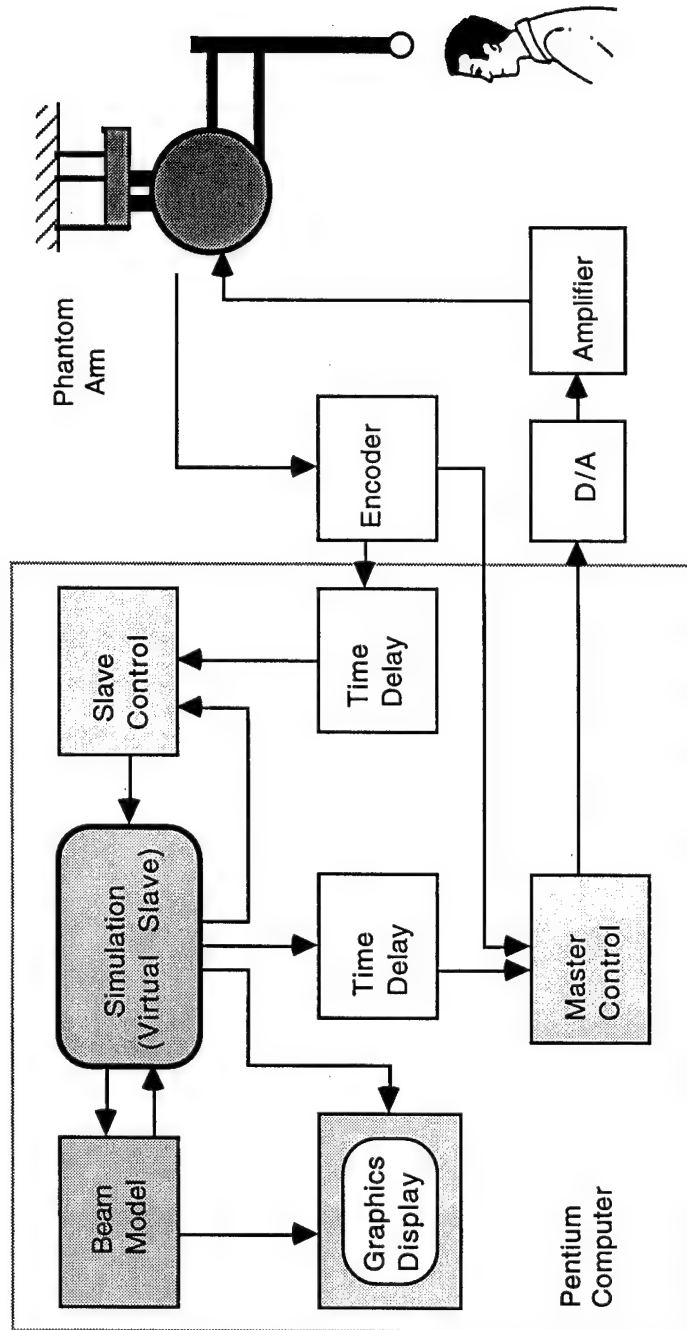 Beam
Model
Simulation
(Virtual Slave)
Slave
Control
Phantom
Arm
Graphics
Display
Time
Delay
Time
Delay
Encoder
Pentium
Computer
Master
Control
D/A
Amplifier